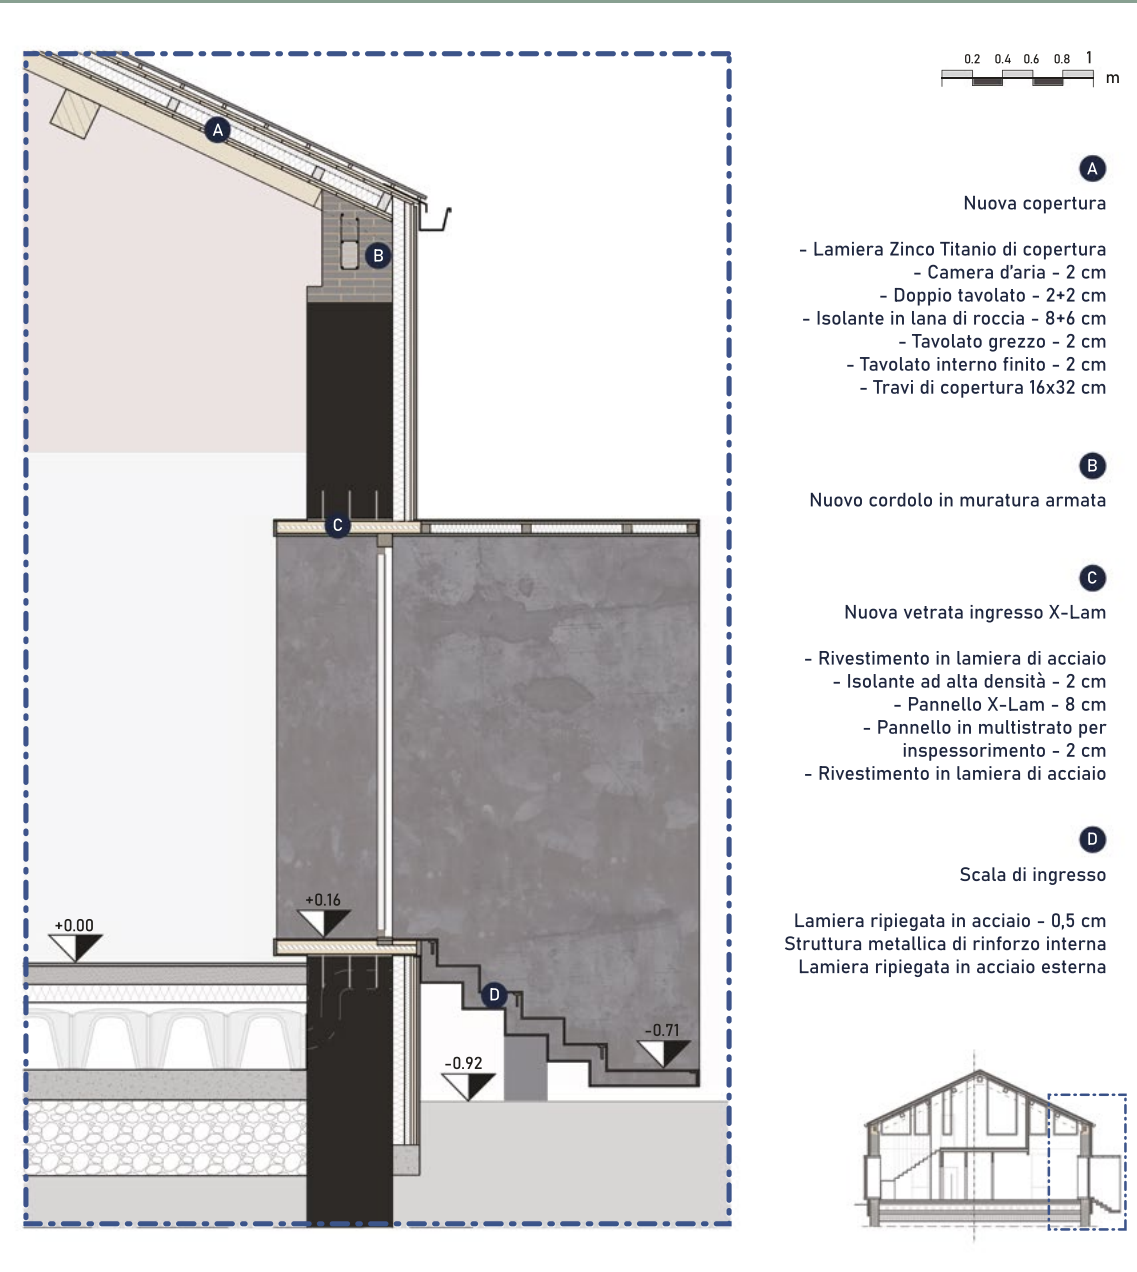 0.2 0.4 0.6 0.8 1
m
A
Nuova copertura
- Lamiera Zinco Titanio di copertura
- Camera d'aria - 2 cm
- Doppio tavolato - 2+2 cm
- Isolante in lana di roccia - 8+6 cm
- Tavolato grezzo - 2 cm
- Tavolato interno finito - 2 cm
- Travi di copertura 16x32 cm
B
Nuovo cordolo in muratura armata
C
Nuova vetrata ingresso X-Lam
- Rivestimento in lamiera di acciaio
- Isolante ad alta densità - 2 cm
- Pannello X-Lam - 8 cm
- Pannello in multistrato per
inspessorimento - 2 cm
- Rivestimento in lamiera di acciaio
D
Scala di ingresso
Lamiera ripiegata in acciaio - 0,5 cm
Struttura metallica di rinforzo interna
Lamiera ripiegata in acciaio esterna
A
B
C
+0.16
+0.00
D
-0.71
-0.92